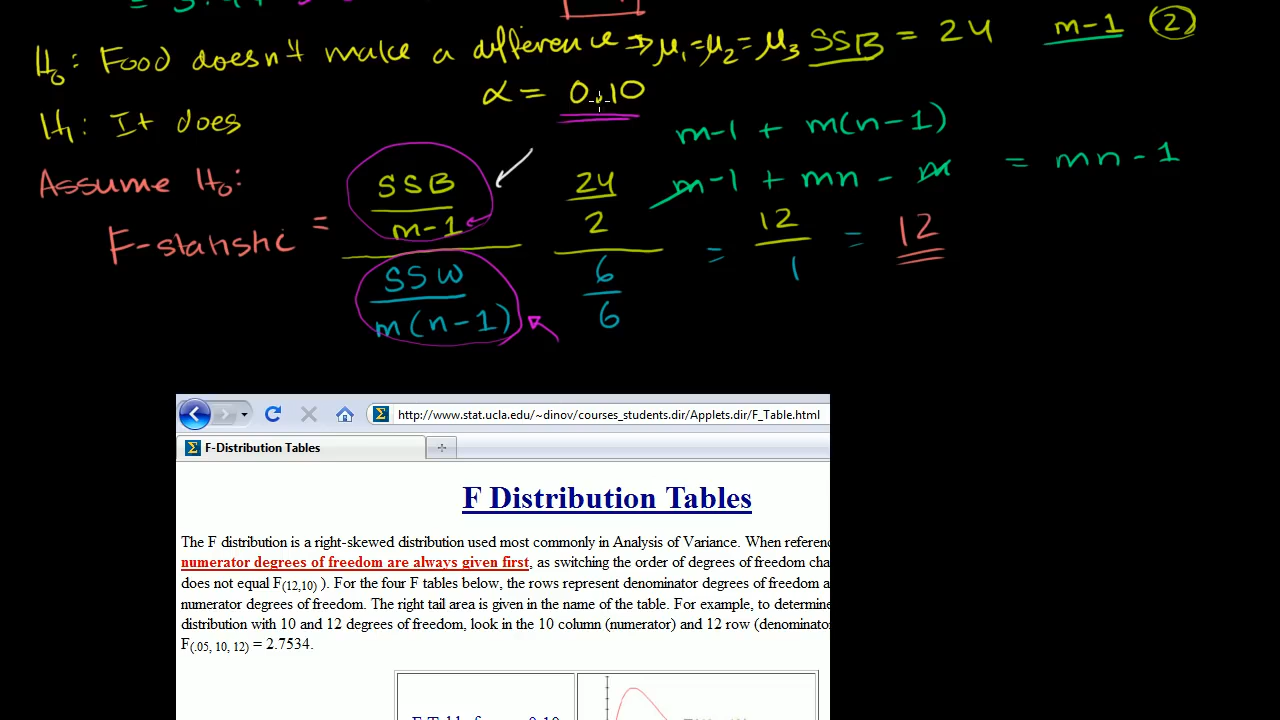 H₀: Food doesn't make a difference ⇒ μ₁=μ₂=μ₃ SSB = 24 m-1 (2)
α = 0.10
H₁: It does
m-1 + m(n-1)
m-1 + mn - m = mn - 1
Assume H₀:
F-statistic = SSB
m-1
SSW
m(n-1)
24
2
6
6
= 12
1
= 12
http://www.stat.ucla.edu/~dinov/courses_students.dir/Applets.dir/F_Table.html
F-Distribution Tables
F Distribution Tables
The F distribution is a right-skewed distribution used most commonly in Analysis of Variance. When
numerator degrees of freedom are always given first, as switching the order of degrees of freedom
does not equal F(12,10) ). For the four F tables below, the rows represent denominator degrees of freedom
numerator degrees of freedom. The right tail area is given in the name of the table. For example, to determine
distribution with 10 and 12 degrees of freedom, look in the 10 column (numerator) and 12 row
F(.05, 10, 12) = 2.7534.